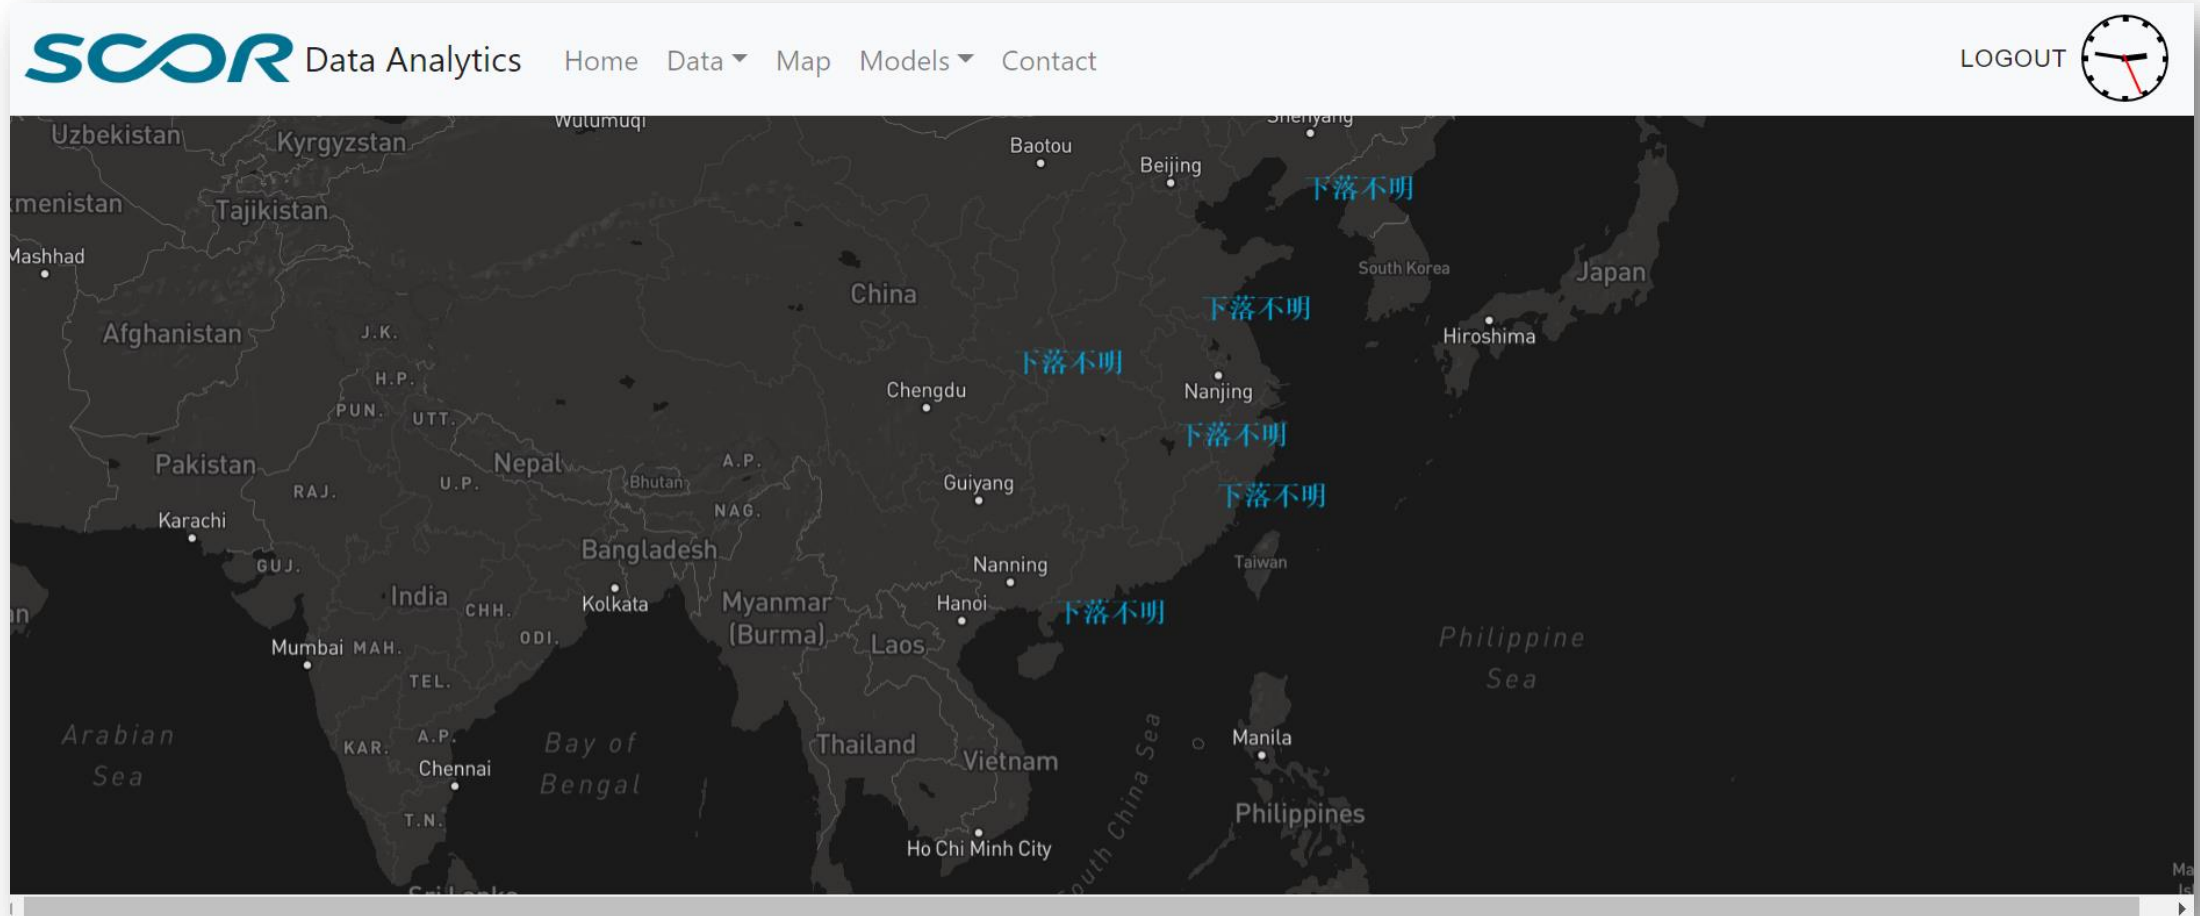 SCOR Data Analytics Home Data Map Models Contact LOGOUT
Wulumuqi
Shenyang
Uzbekistan
Kyrgyzstan
Baotou
Beijing
下落不明
Tajikistan
Mashhad
South Korea
Japan
China
下落不明
Afghanistan
J.K.
Hiroshima
下落不明
H.P.
Chengdu
Nanjing
PUN.
UTT.
下落不明
Pakistan
Nepal
A.P.
RAJ.
U.P.
Bhutan
Guiyang
下落不明
NAG.
Karachi
Bangladesh
GUJ.
Nanning
Taiwan
India
CHH.
Kolkata
Myanmar
(Burma)
Hanoi
下落不明
Mumbai
MAH.
ODI.
Laos
Philippine
Sea
TEL.
Arabian
Sea
KAR.
A.P.
Bay of
Bengal
Thailand
Vietnam
Manila
Chennai
T.N.
Ho Chi Minh City
South China Sea
Philippines
Sri Lanka